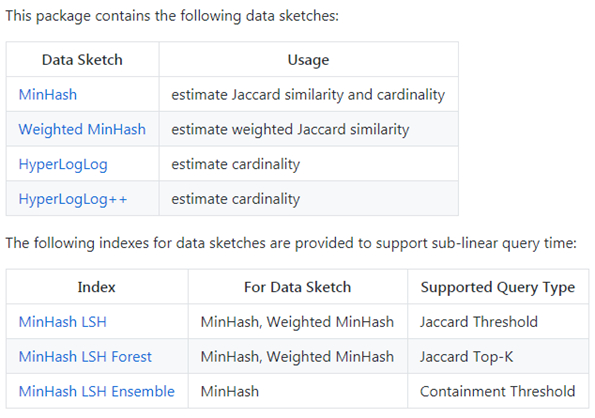 This package contains the following data sketches:
Data Sketch Usage
MinHash estimate Jaccard similarity and cardinality
Weighted MinHash estimate weighted Jaccard similarity
HyperLogLog estimate cardinality
HyperLogLog++ estimate cardinality
The following indexes for data sketches are provided to support sub-linear query time:
Index For Data Sketch Supported Query Type
MinHash LSH MinHash, Weighted MinHash Jaccard Threshold
MinHash LSH Forest MinHash, Weighted MinHash Jaccard Top-K
MinHash LSH Ensemble MinHash Containment Threshold